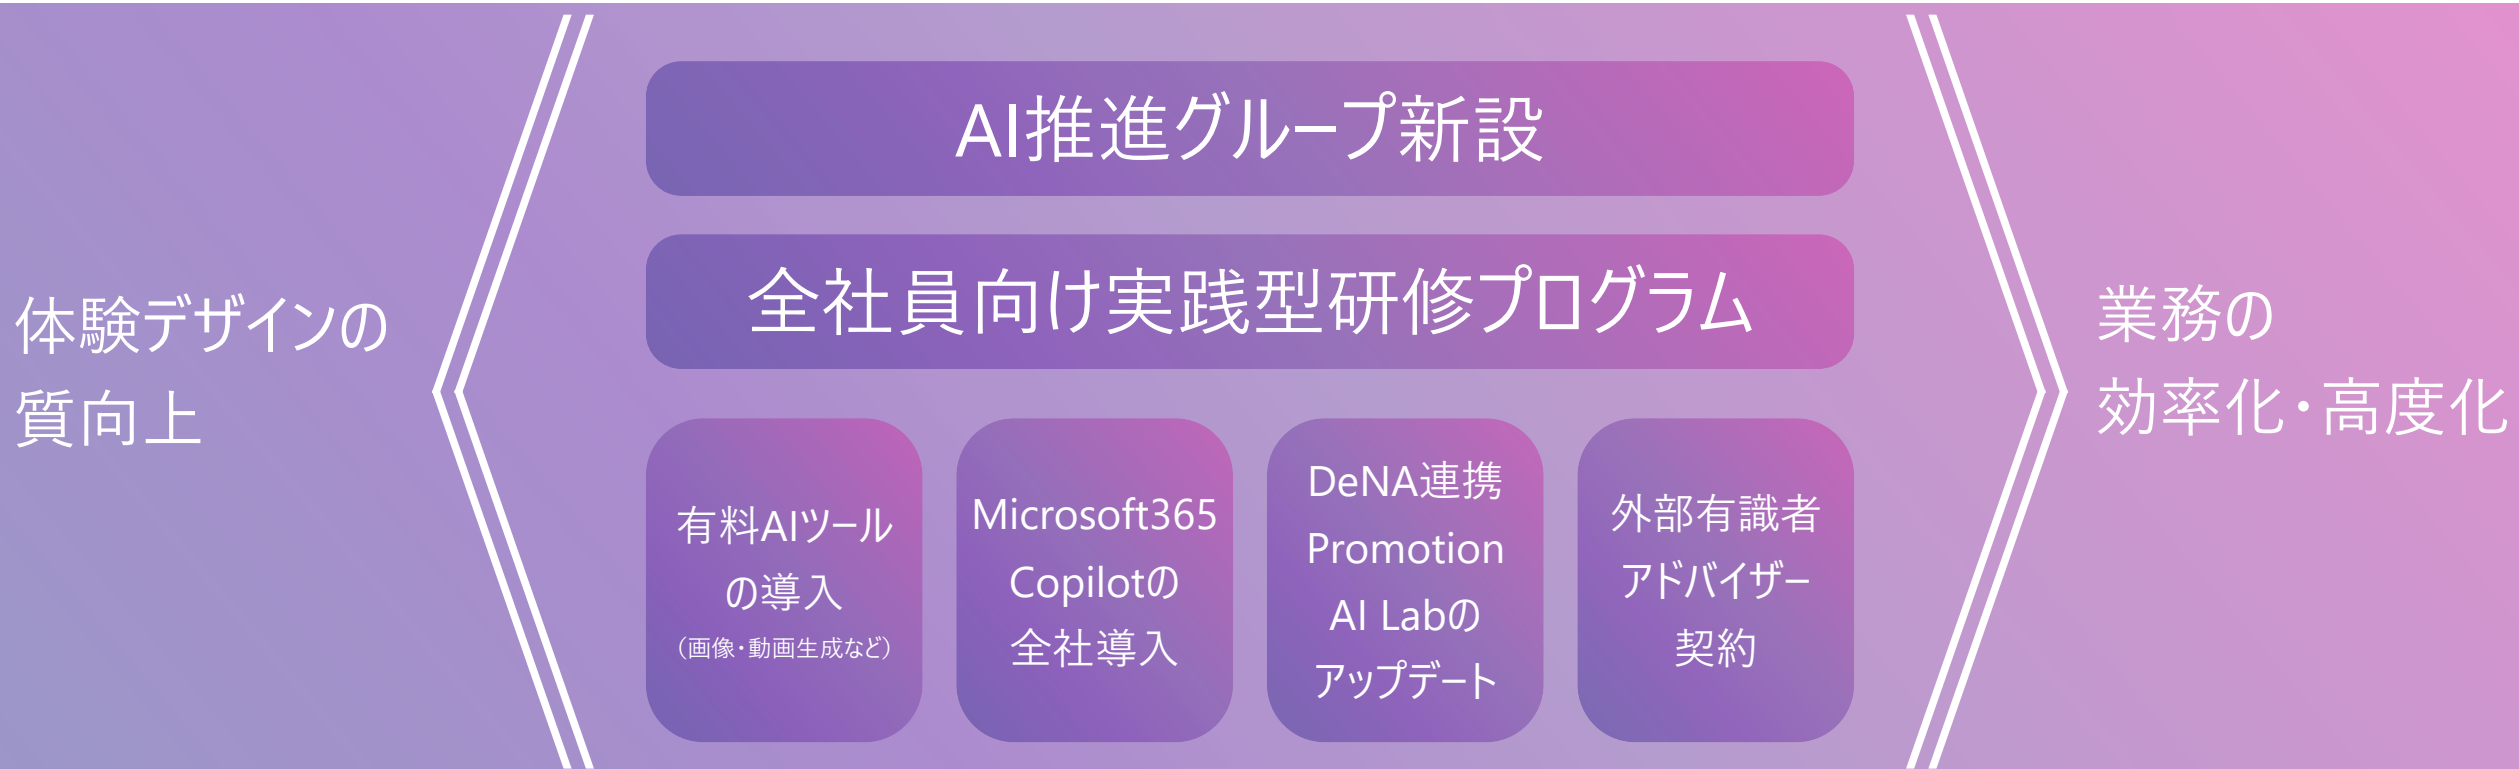 体験デザインの
質向上
AI推進グループ新設
全社員向け実践型研修プログラム
有料AIツール
の導入
（画像・動画生成など）
Microsoft365
Copilotの
全社導入
DeNA連携
Promotion
AI Labの
アップデート
外部有識者
アドバイザー
契約
業務の
効率化・高度化